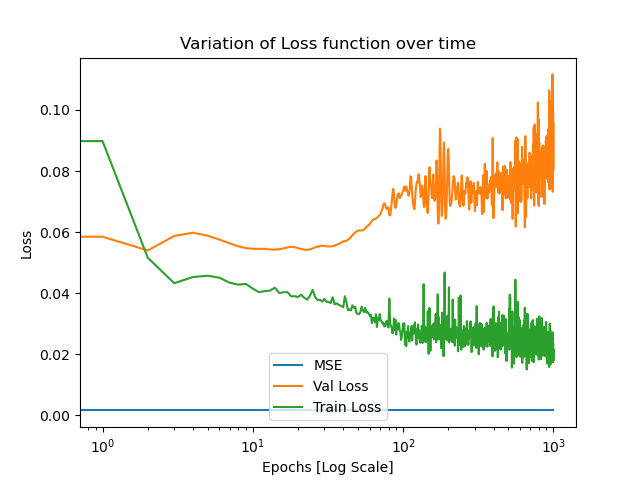 Variation of Loss function over time
Loss
0.10
0.08
0.06
0.04
0.02
0.00
MSE
Val Loss
Train Loss
10⁰
10¹
10²
10³
Epochs [Log Scale]